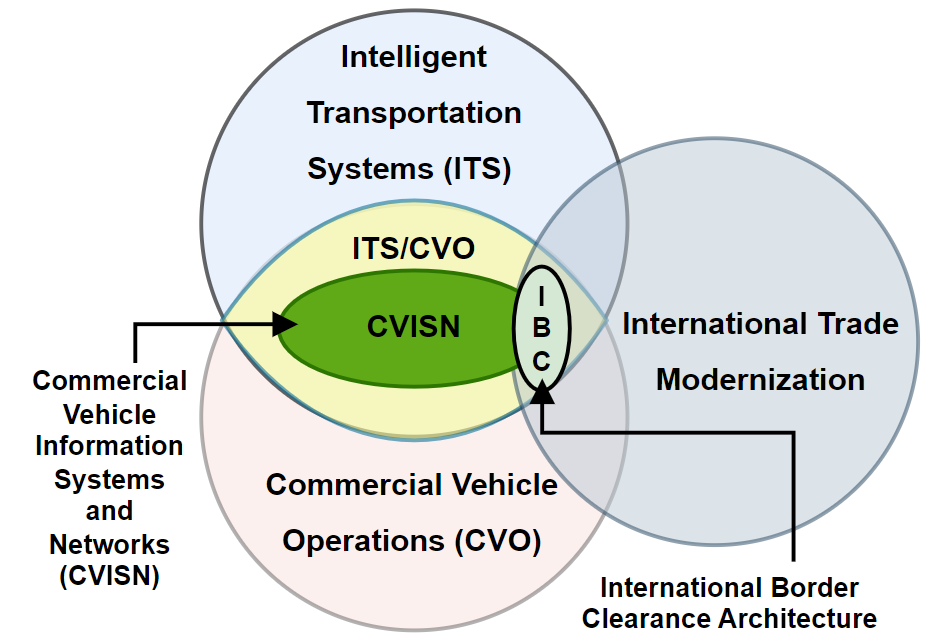 Intelligent
Transportation
Systems (ITS)
ITS/CVO
CVISN
I
B
C
International Trade
Modernization
Commercial
Vehicle
Information
Systems
and
Networks
(CVISN)
Commercial Vehicle
Operations (CVO)
International Border
Clearance Architecture